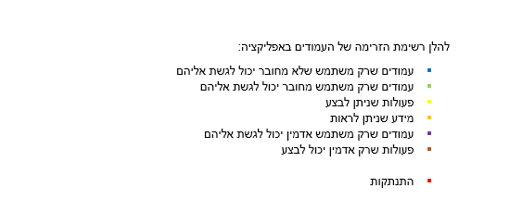 להלן רשימת הזרימה של העמודים באפליקציה:
עמודים שרק משתמש שלא מחובר יכול לגשת אליהם
עמודים שרק משתמש מחובר יכול לגשת אליהם
פעולות שניתן לבצע
מידע שניתן לראות
עמודים שרק משתמש אדמין יכול לגשת אליהם
פעולות שרק אדמין יכול לבצע
התנתקות